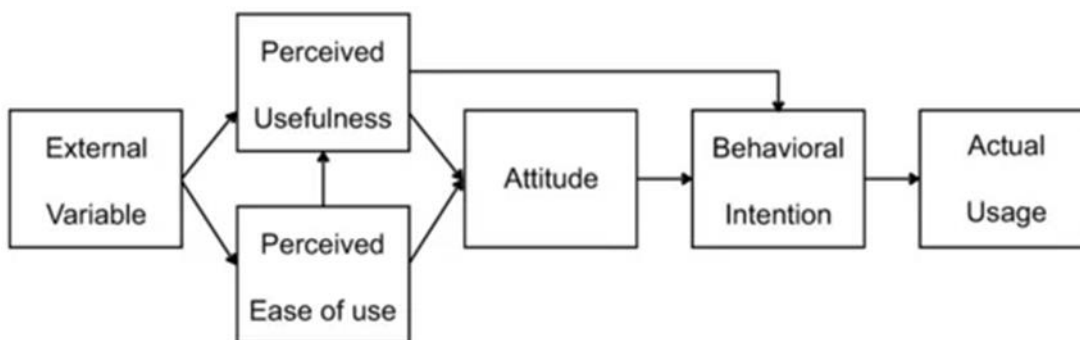 External
Variable
Perceived
Usefulness
Perceived
Ease of use
Attitude
Behavioral
Intention
Actual
Usage